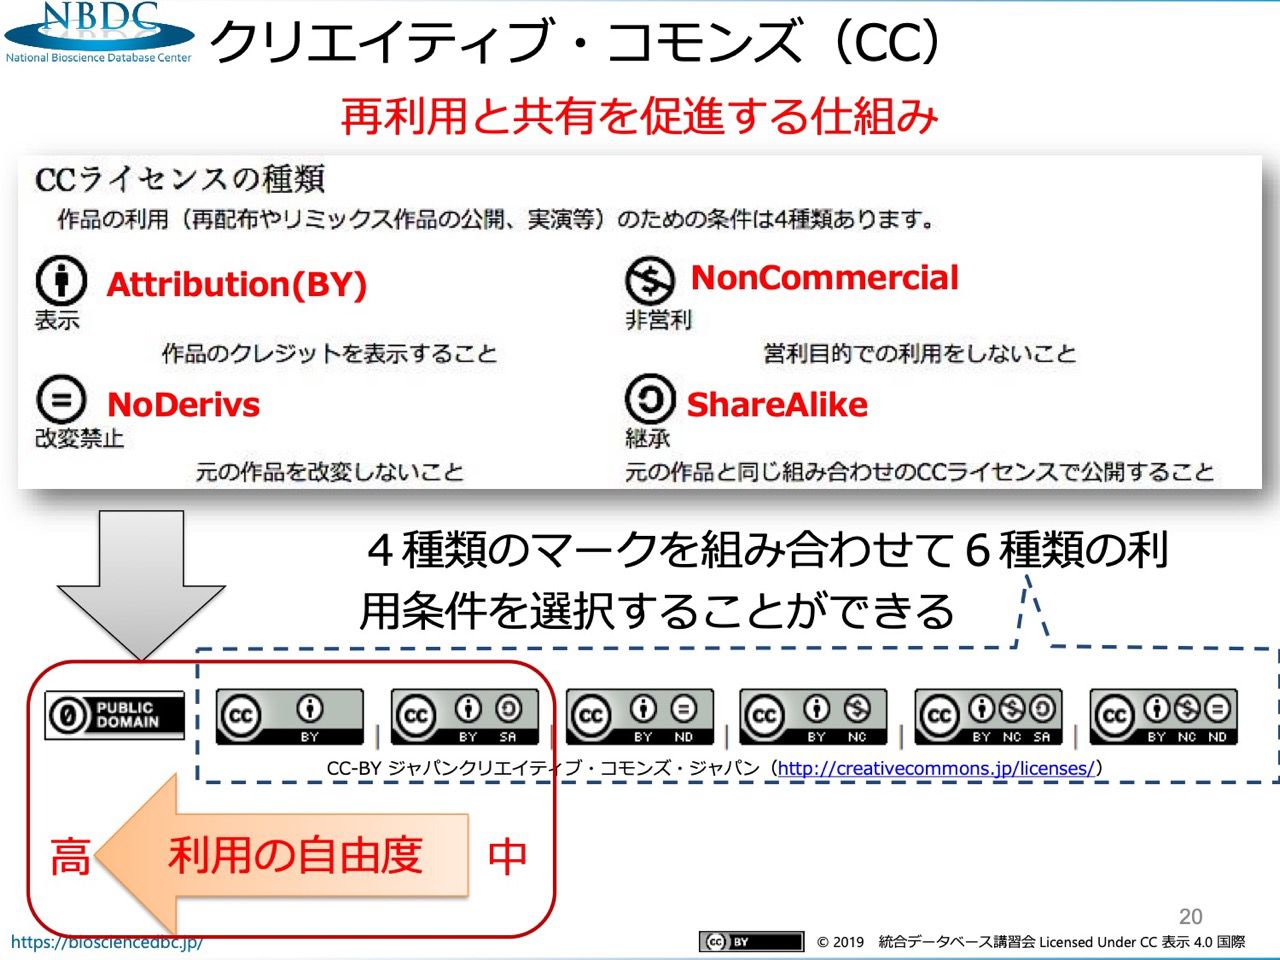 NBDC
National Bioscience Database Center
クリエイティブ・コモンズ（CC）
再利用と共有を促進する仕組み
CCライセンスの種類
作品の利用（再配布やリミックス作品の公開、実演等）のための条件は4種類あります。
Attribution(BY)
表示
作品のクレジットを表示すること
NonCommercial
非営利
営利目的での利用をしないこと
NoDerivs
改変禁止
元の作品を改変しないこと
ShareAlike
継承
元の作品と同じ組み合わせのCCライセンスで公開すること
４種類のマークを組み合わせて６種類の利
用条件を選択することができる
PUBLIC
DOMAIN
cc BY
cc BY SA
cc BY ND
cc BY NC
cc BY NC SA
cc BY NC ND
CC-BY ジャパンクリエイティブ・コモンズ・ジャパン（http://creativecommons.jp/licenses/）
高 利用の自由度 中
20
https://biosciencedbc.jp/
cc BY © 2019 統合データベース講習会 Licensed Under CC 表示 4.0 国際